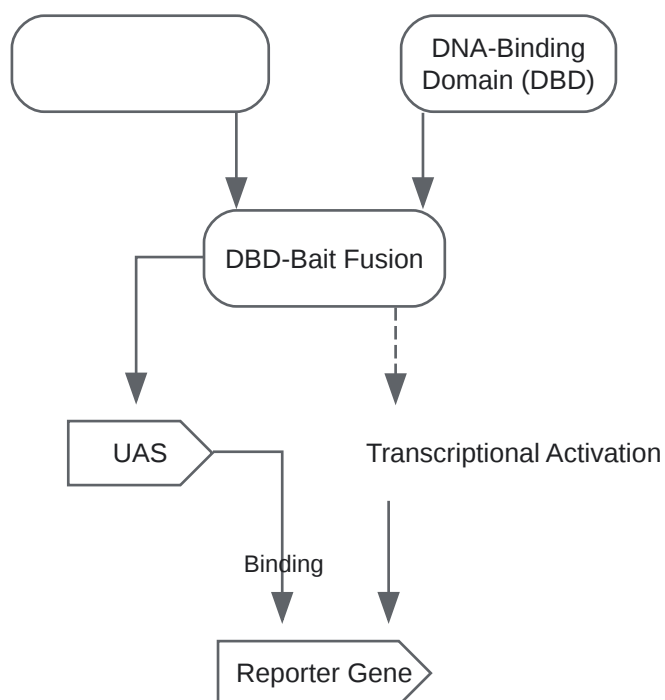 DNA-Binding
Domain (DBD)
DBD-Bait Fusion
UAS
Transcriptional Activation
Binding
Reporter Gene